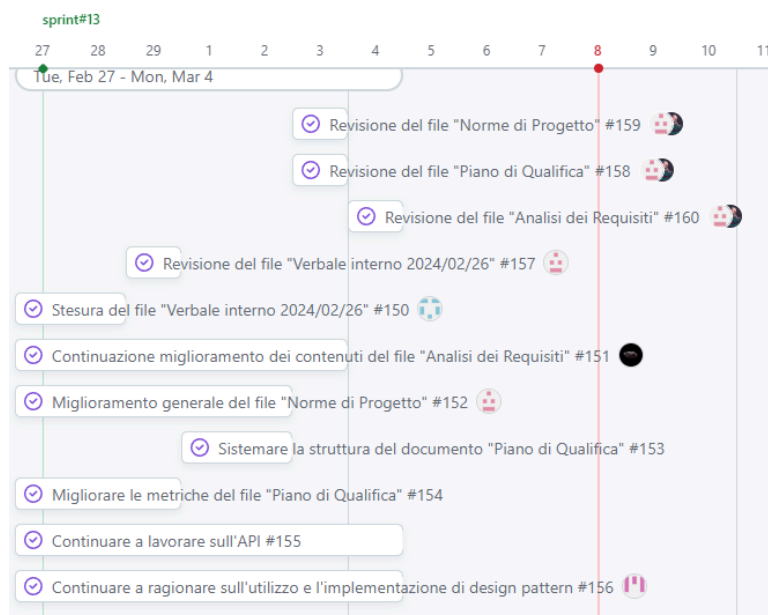 sprint#13
27 28 29 1 2 3 4 5 6 7 8 9 10 11
Tue, Feb 27 - Mon, Mar 4
Revisione del file "Norme di Progetto" #159
Revisione del file "Piano di Qualifica" #158
Revisione del file "Analisi dei Requisiti" #160
Revisione del file "Verbale interno 2024/02/26" #157
Stesura del file "Verbale interno 2024/02/26" #150
Continuazione miglioramento dei contenuti del file "Analisi dei Requisiti" #151
Miglioramento generale del file "Norme di Progetto" #152
Sistemare la struttura del documento "Piano di Qualifica" #153
Migliorare le metriche del file "Piano di Qualifica" #154
Continuare a lavorare sull'API #155
Continuare a ragionare sull'utilizzo e l'implementazione di design pattern #156